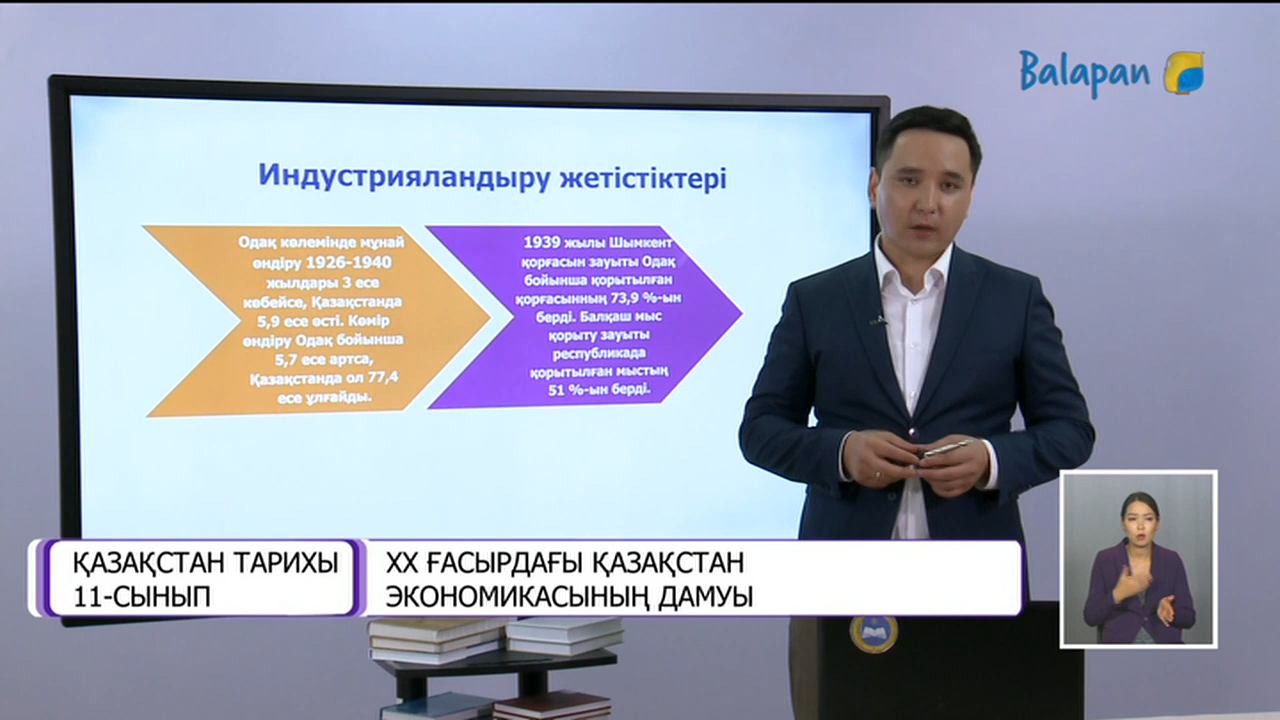 Balapan
Индустрияландыру жетістіктері
Одақ көлемінде мұнай
өндіру 1926-1940
жылдары 3 есе
көбейсе, Қазақстанда
5,9 есе өсті. Көмір
өндіру Одақ бойынша
5,7 есе артса,
Қазақстанда ол 77,4
есе ұлғайды.
1939 жылы Шымкент
қорғасын зауыты Одақ
бойынша қорытылған
қорғасынның 73,9 %-ын
берді. Балқаш мыс
қорыту зауыты
республикада
қорытылған мыстың
51 %-ын берді.
ҚАЗАҚСТАН ТАРИХЫ
11-СЫНЫП
ХХ ҒАСЫРДАҒЫ ҚАЗАҚСТАН
ЭКОНОМИКАСЫНЫҢ ДАМУЫ